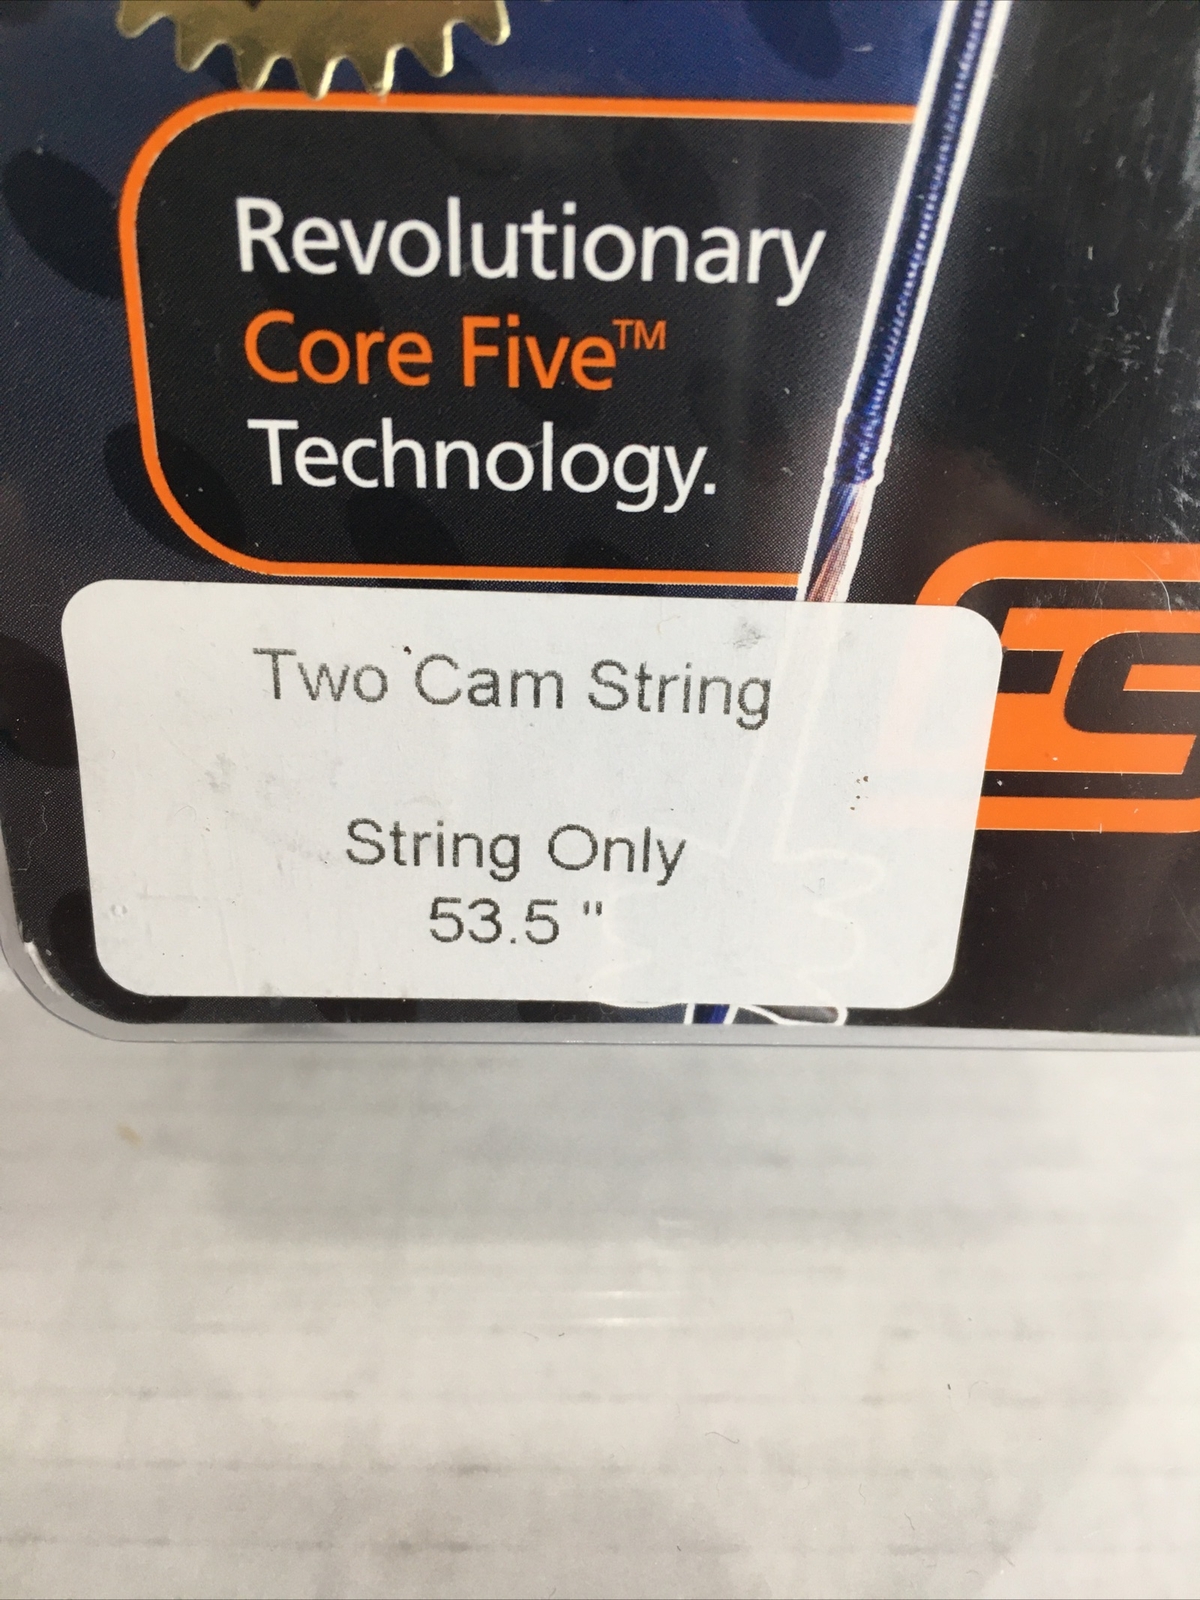 Revolutionary
Core Five™
Technology.
Two Cam String
String Only
53.5 "